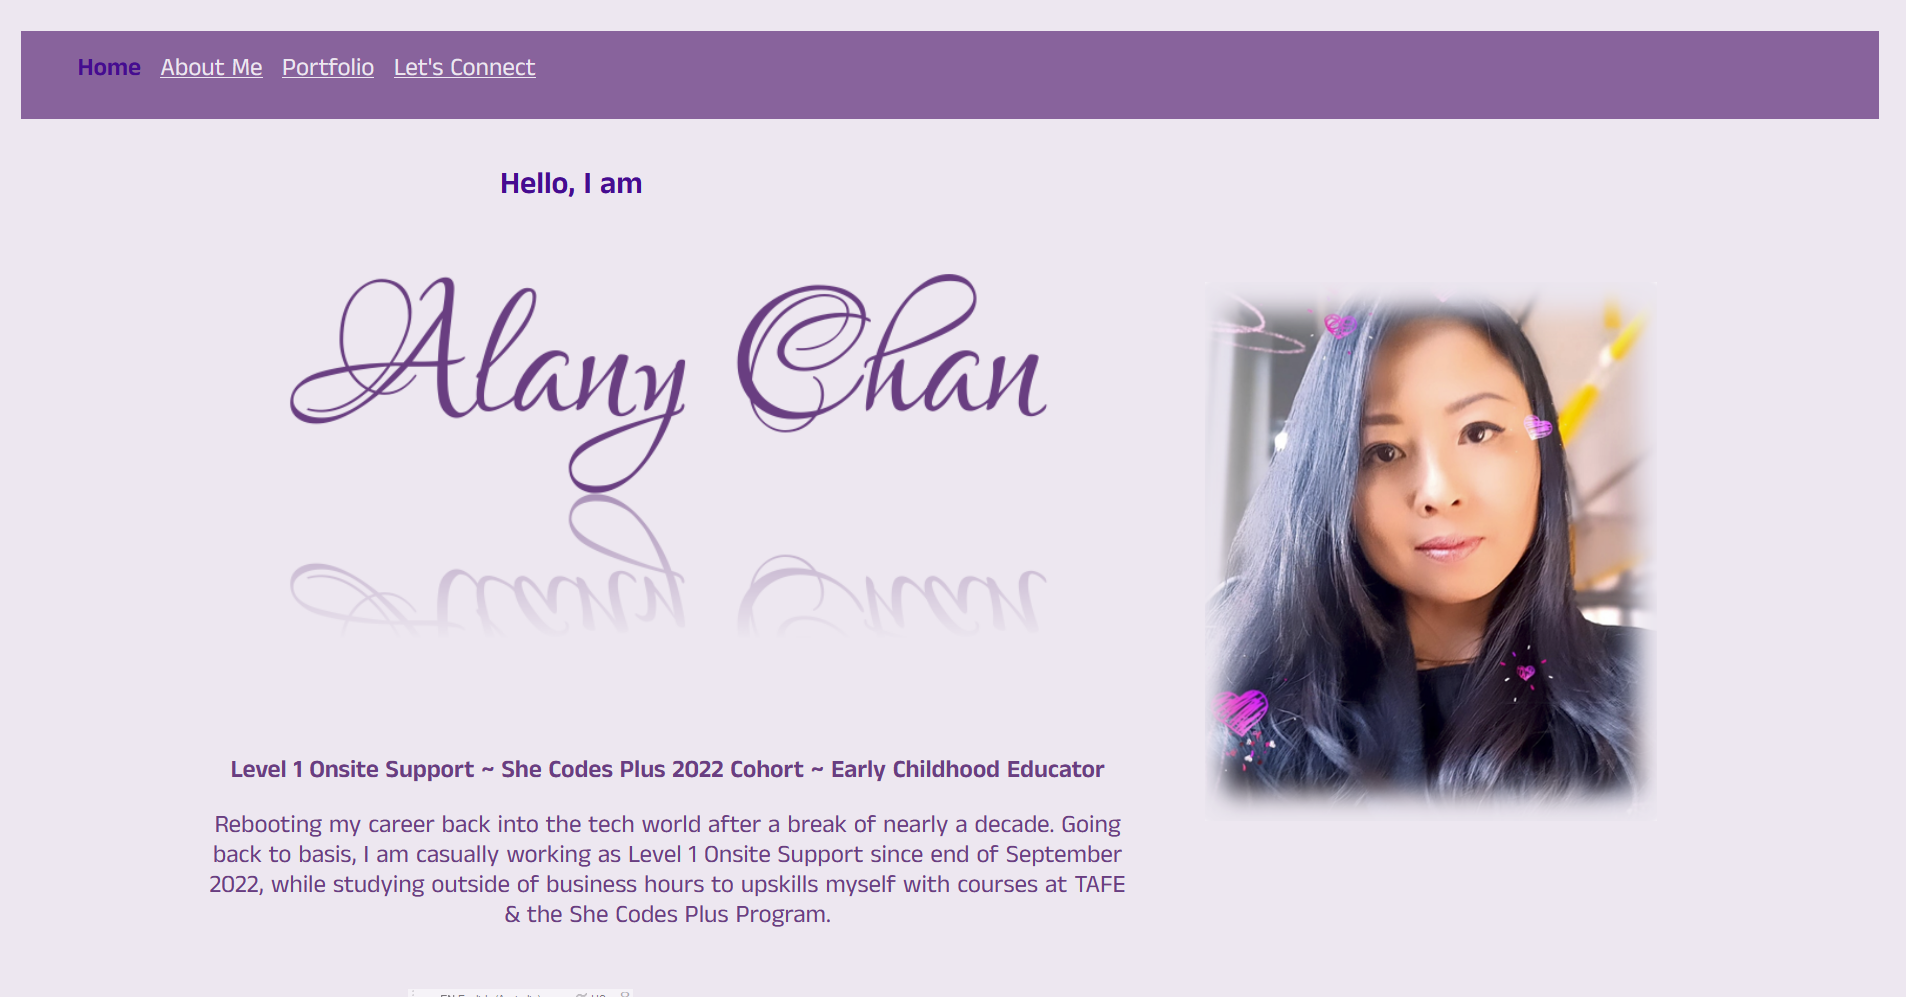 Home About Me Portfolio Let's Connect
Hello, I am
Alany Chan
Level 1 Onsite Support ~ She Codes Plus 2022 Cohort ~ Early Childhood Educator
Rebooting my career back into the tech world after a break of nearly a decade. Going
back to basis, I am casually working as Level 1 Onsite Support since end of September
2022, while studying outside of business hours to upskills myself with courses at TAFE
& the She Codes Plus Program.